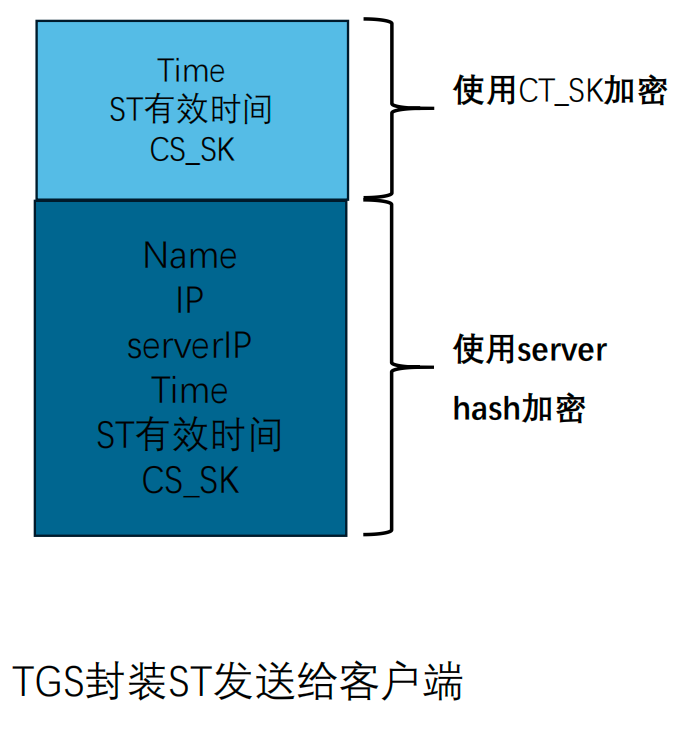 Time
ST有效时间
CS_SK
使用CT_SK加密
Name
IP
serverIP
Time
ST有效时间
CS_SK
使用server
hash加密
TGS封装ST发送给客户端